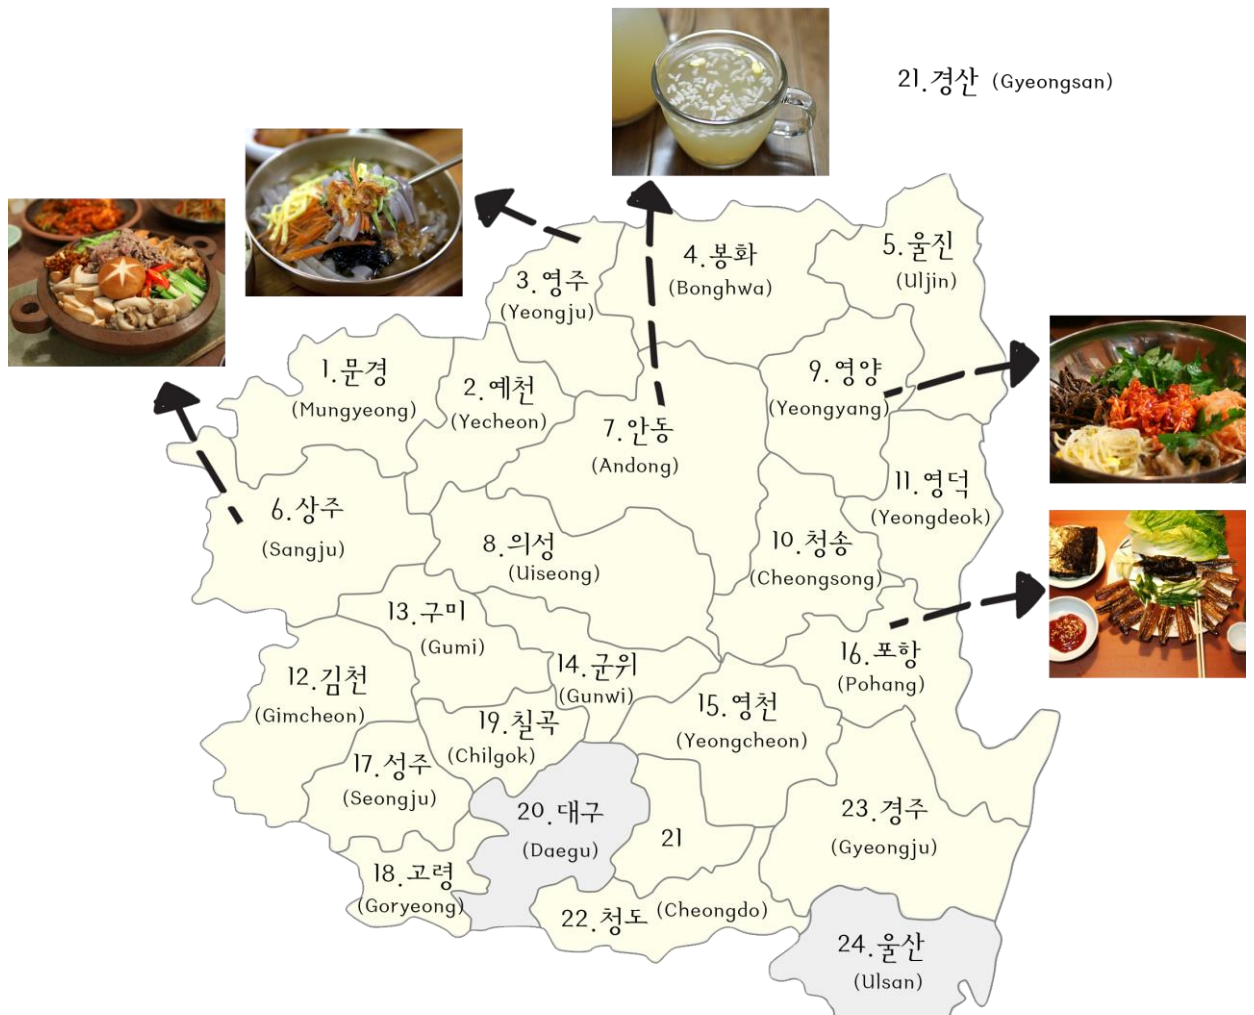 21.경산 (Gyeongsan)
1.문경
(Mungyeong)
2.예천
(Yecheon)
3.영주
(Yeongju)
4.봉화
(Bonghwa)
5.울진
(Uljin)
6.상주
(Sangju)
7.안동
(Andong)
8.의성
(Uiseong)
9.영양
(Yeongyang)
10.청송
(Cheongsong)
11.영덕
(Yeongdeok)
12.김천
(Gimcheon)
13.구미
(Gumi)
14.군위
(Gunwi)
15.영천
(Yeongcheon)
16.포항
(Pohang)
17.성주
(Seongju)
18.고령
(Goryeong)
19.칠곡
(Chilgok)
20.대구
(Daegu)
21
22.청도 (Cheongdo)
23.경주
(Gyeongju)
24.울산
(Ulsan)